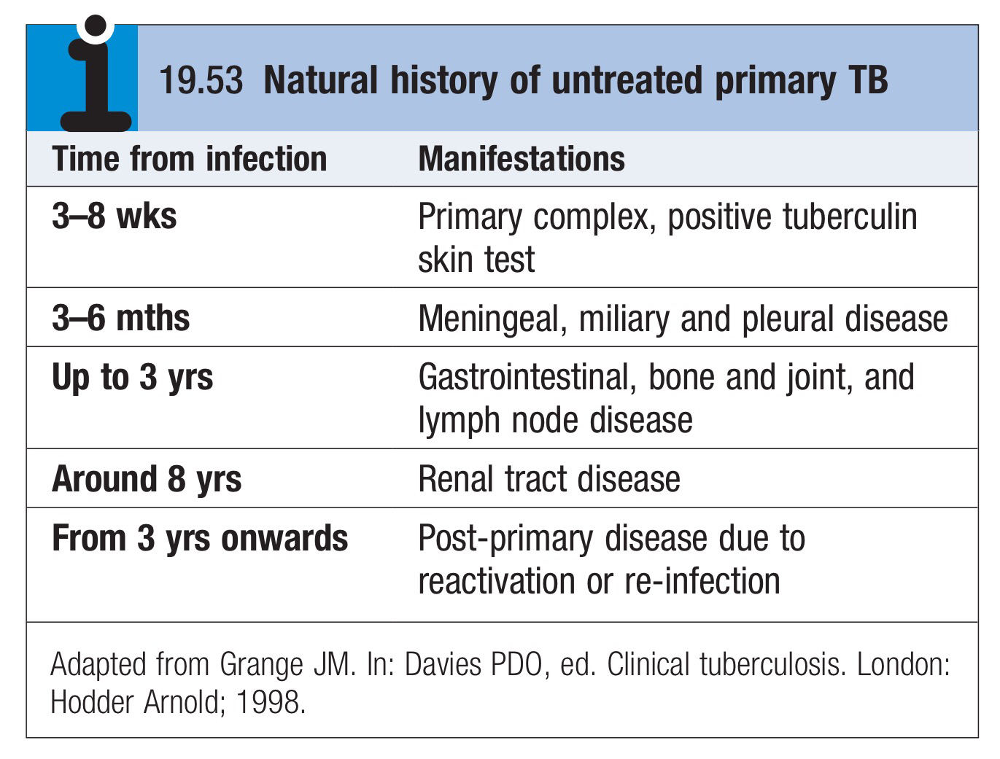 19.53 Natural history of untreated primary TB
Time from infection Manifestations
3–8 wks Primary complex, positive tuberculin
skin test
3–6 mths Meningeal, miliary and pleural disease
Up to 3 yrs Gastrointestinal, bone and joint, and
lymph node disease
Around 8 yrs Renal tract disease
From 3 yrs onwards Post-primary disease due to
reactivation or re-infection
Adapted from Grange JM. In: Davies PDO, ed. Clinical tuberculosis. London:
Hodder Arnold; 1998.